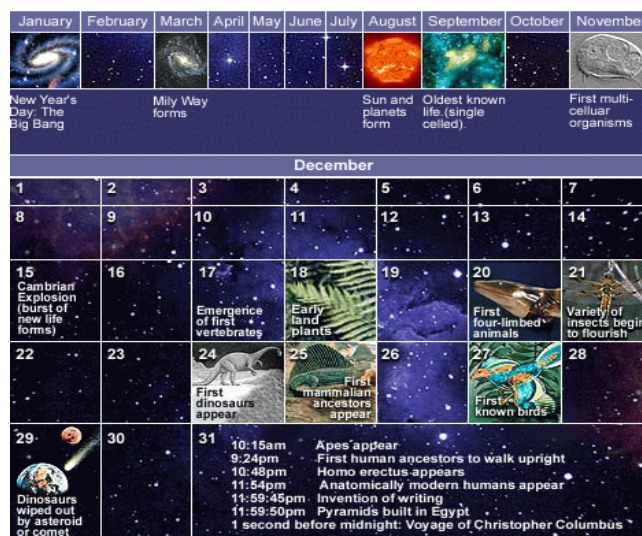 January February March April May June July August September October November
New Year's
Day: The
Big Bang
Mily Way
forms
Sun and
planets
form
Oldest known
life.(single
celled).
First multi-
celluar
organisms
December
1 2 3 4 5 6 7
8 9 10 11 12 13 14
15 16 17 18 19 20 21
Cambrian
Explosion
(burst of
new life
forms)
Emergence
of first
vertebrates
Early
land
plants
First
four-limbed
animals
Variety of
insects begin
to flourish
22 23 24 25 26 27 28
First
dinosaurs
appear
First
mammalian
ancestors
appear
First
known birds
29 30 31
Dinosaurs
wiped out
by asteroid
or comet
10:15am Apes appear
9:24pm First human ancestors to walk upright
10:48pm Homo erectus appears
11:54pm Anatomically modern humans appear
11:59:45pm Invention of writing
11:59:50pm Pyramids built in Egypt
1 second before midnight: Voyage of Christopher Columbus